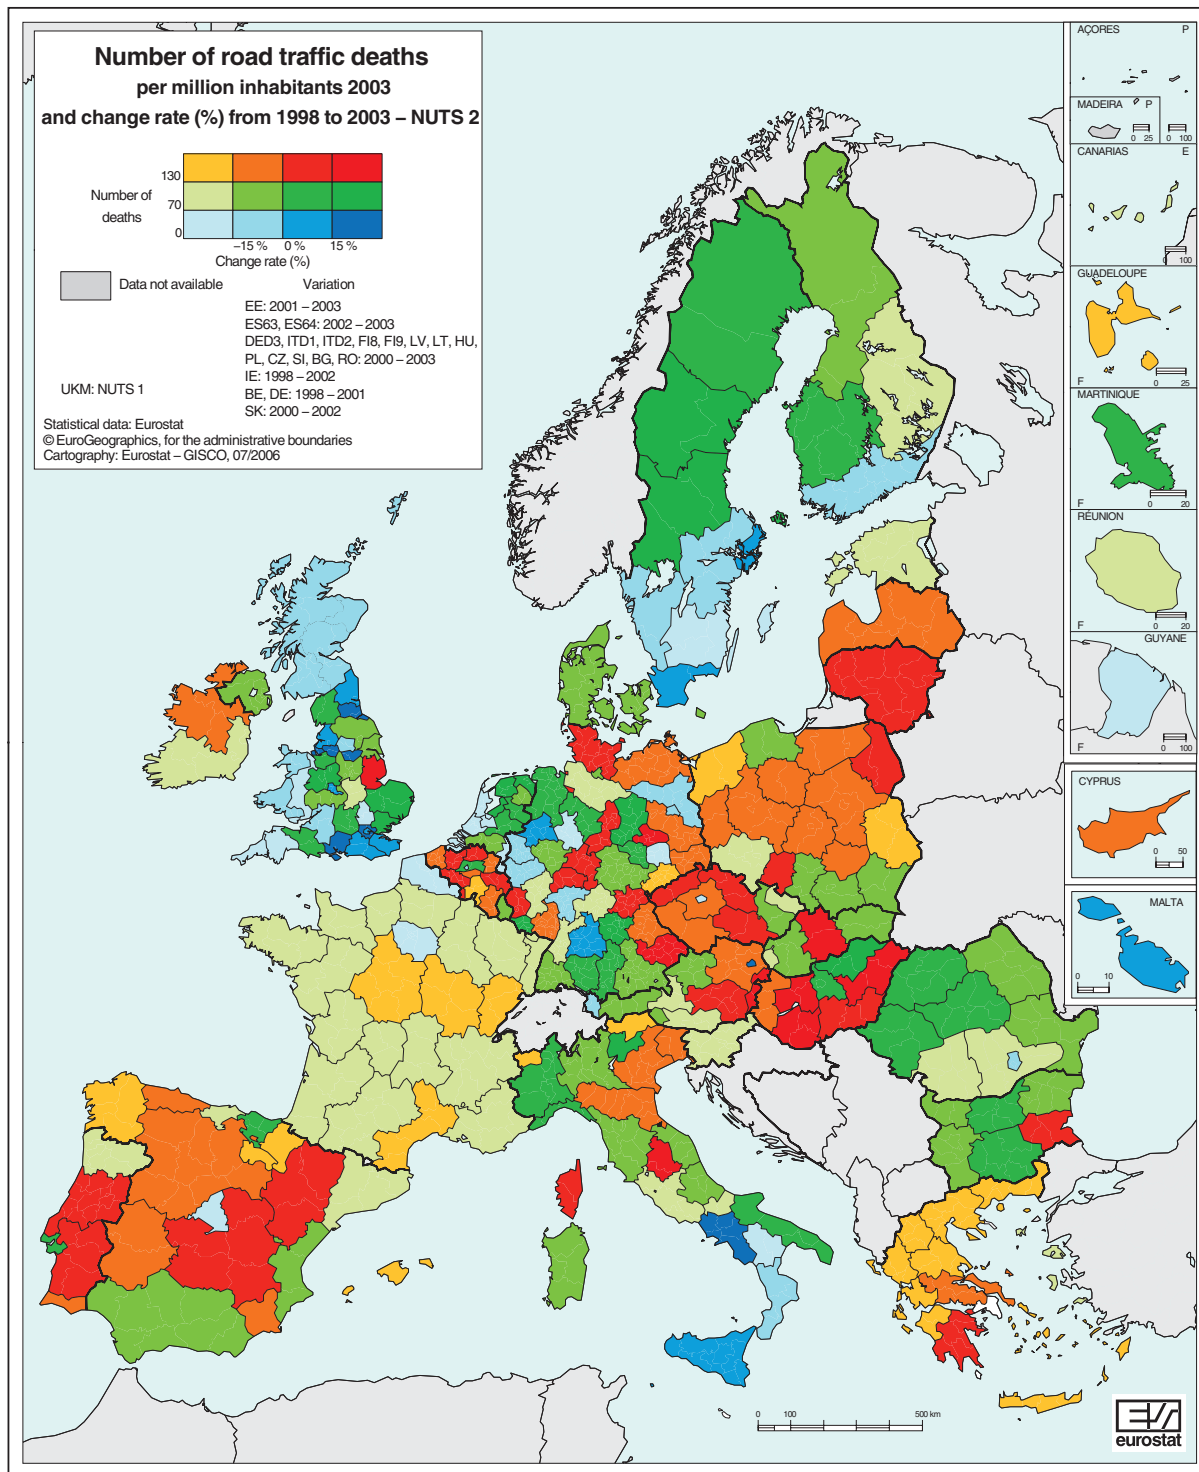 Number of road traffic deaths
per million inhabitants 2003
and change rate (%) from 1998 to 2003 – NUTS 2
130
Number of
70
deaths
0
–15 % 0 % 15 %
Change rate (%)
Data not available
Variation
EE: 2001 – 2003
ES63, ES64: 2002 – 2003
DED3, ITD1, ITD2, FI8, FI9, LV, LT, HU,
PL, CZ, SI, BG, RO: 2000 – 2003
IE: 1998 – 2002
UKM: NUTS 1
BE, DE: 1998 – 2001
SK: 2000 – 2002
Statistical data: Eurostat
© EuroGeographics, for the administrative boundaries
Cartography: Eurostat – GISCO, 07/2006
AÇORES P
MADEIRA P
0 25
0 100
CANARIAS E
0 100
GUADELOUPE
F
0 25
MARTINIQUE
F
0 20
RÉUNION
F
0 20
GUYANE
F
0 100
CYPRUS
0 50
MALTA
0 10
0 100 500 km
eurostat